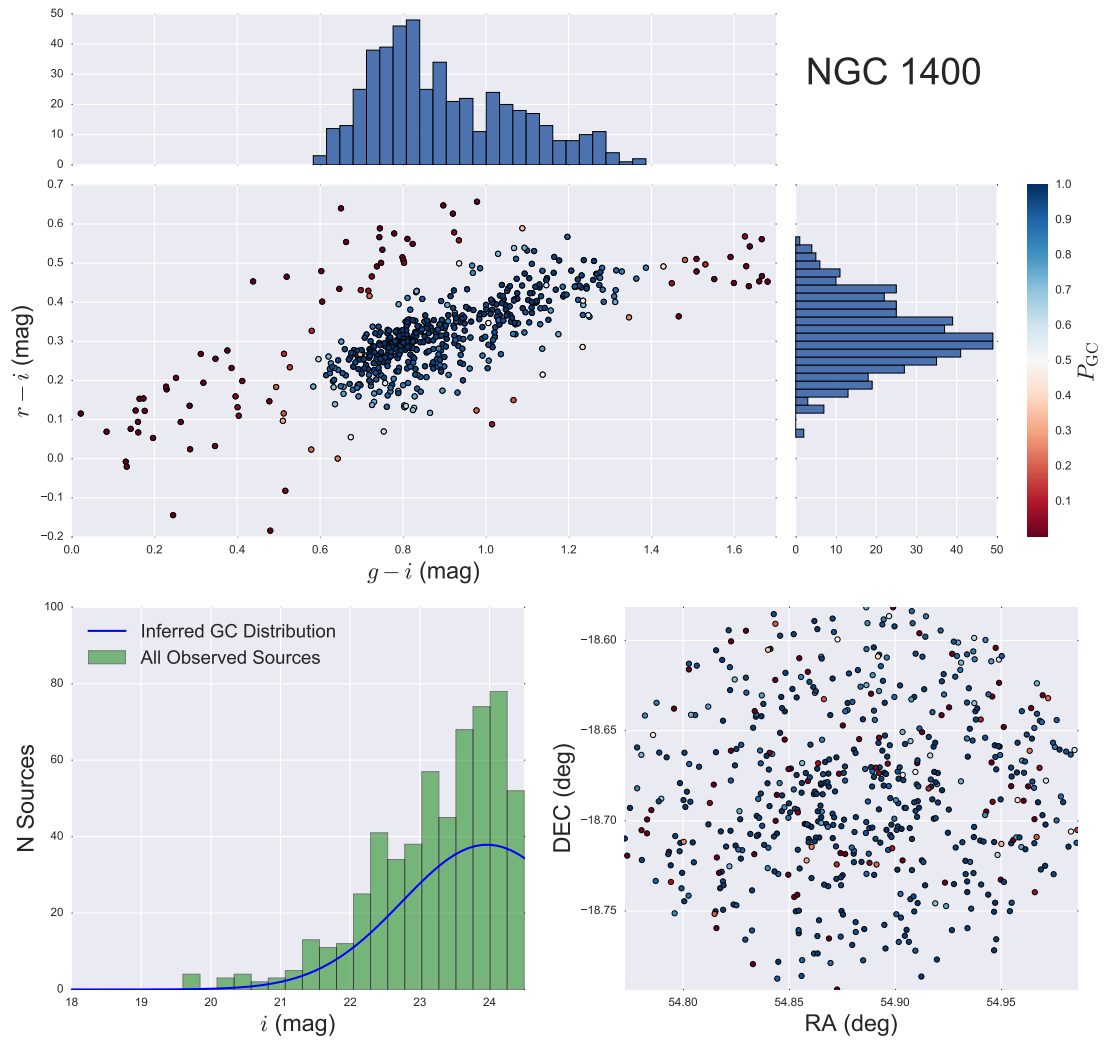 NGC 1400
50
40
30
20
10
0
0.7
0.6
0.5
0.4
0.3
0.2
0.1
0.0
−0.1
−0.2
r − i (mag)
0.0 0.2 0.4 0.6 0.8 1.0 1.2 1.4 1.6
g − i (mag)
0 10 20 30 40 50
1.0
0.9
0.8
0.7
0.6
0.5
0.4
0.3
0.2
0.1
P_GC
100
80
60
40
20
0
N Sources
Inferred GC Distribution
All Observed Sources
18 19 20 21 22 23 24
i (mag)
−18.60
−18.65
−18.70
−18.75
DEC (deg)
54.80 54.85 54.90 54.95
RA (deg)